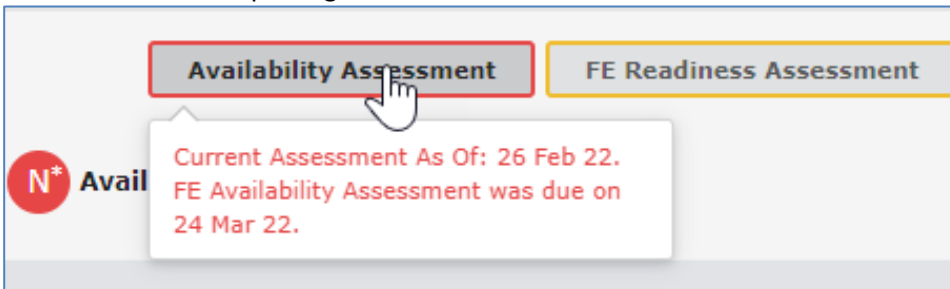 Availability Assessment
FE Readiness Assessment
N*
Avail
Current Assessment As Of: 26 Feb 22.
FE Availability Assessment was due on
24 Mar 22.